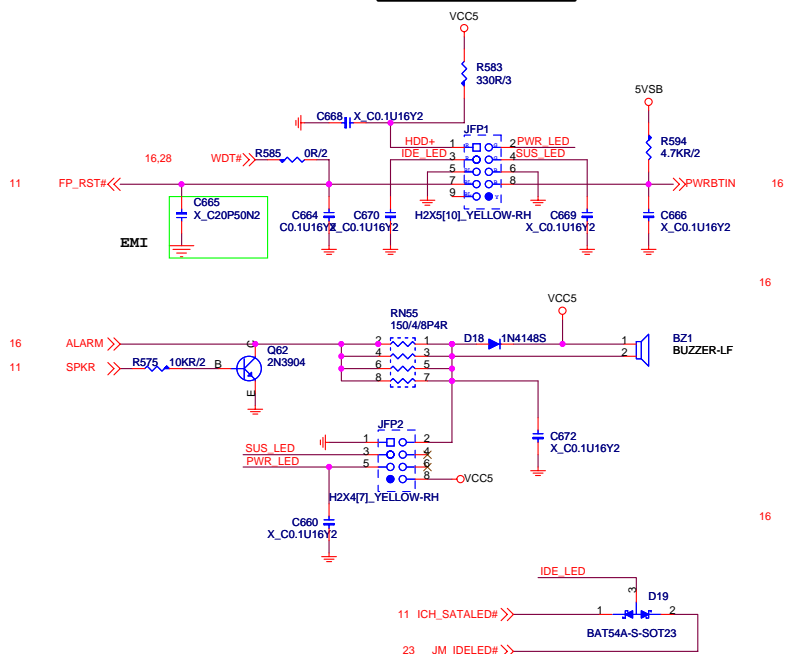 VCC5
R583
330R/3
5VSB
C668
X_C0.1U16Y2
JFP1
HDD+ 1 2 PWR_LED
IDE_LED 3 4 SUS_LED
5 6
7 8
9
R594
4.7KR/2
16,28 WDT# R585 0R/2
11 FP_RST#
PWRBTIN 16
C665
X_C20P50N2
EMI
C664
C0.1U16Y2
C670
X_C0.1U16Y2
H2X5[10]_YELLOW-RH
C669
X_C0.1U16Y2
C666
X_C0.1U16Y2
16
VCC5
RN55
150/4/8P4R
16 ALARM
C
Q62
2N3904
2 1
4 3
6 5
8 7
D18 1N4148S
1
2
BZ1
BUZZER-LF
11 SPKR R575 10KR/2 B
E
JFP2
1 2
SUS_LED 3 4
PWR_LED 5 6
8 VCC5
H2X4[7]_YELLOW-RH
C672
X_C0.1U16Y2
C660
X_C0.1U16Y2
16
IDE_LED
3
D19
11 ICH_SATALED# 1 2
BAT54A-S-SOT23
23 JM_IDELED#